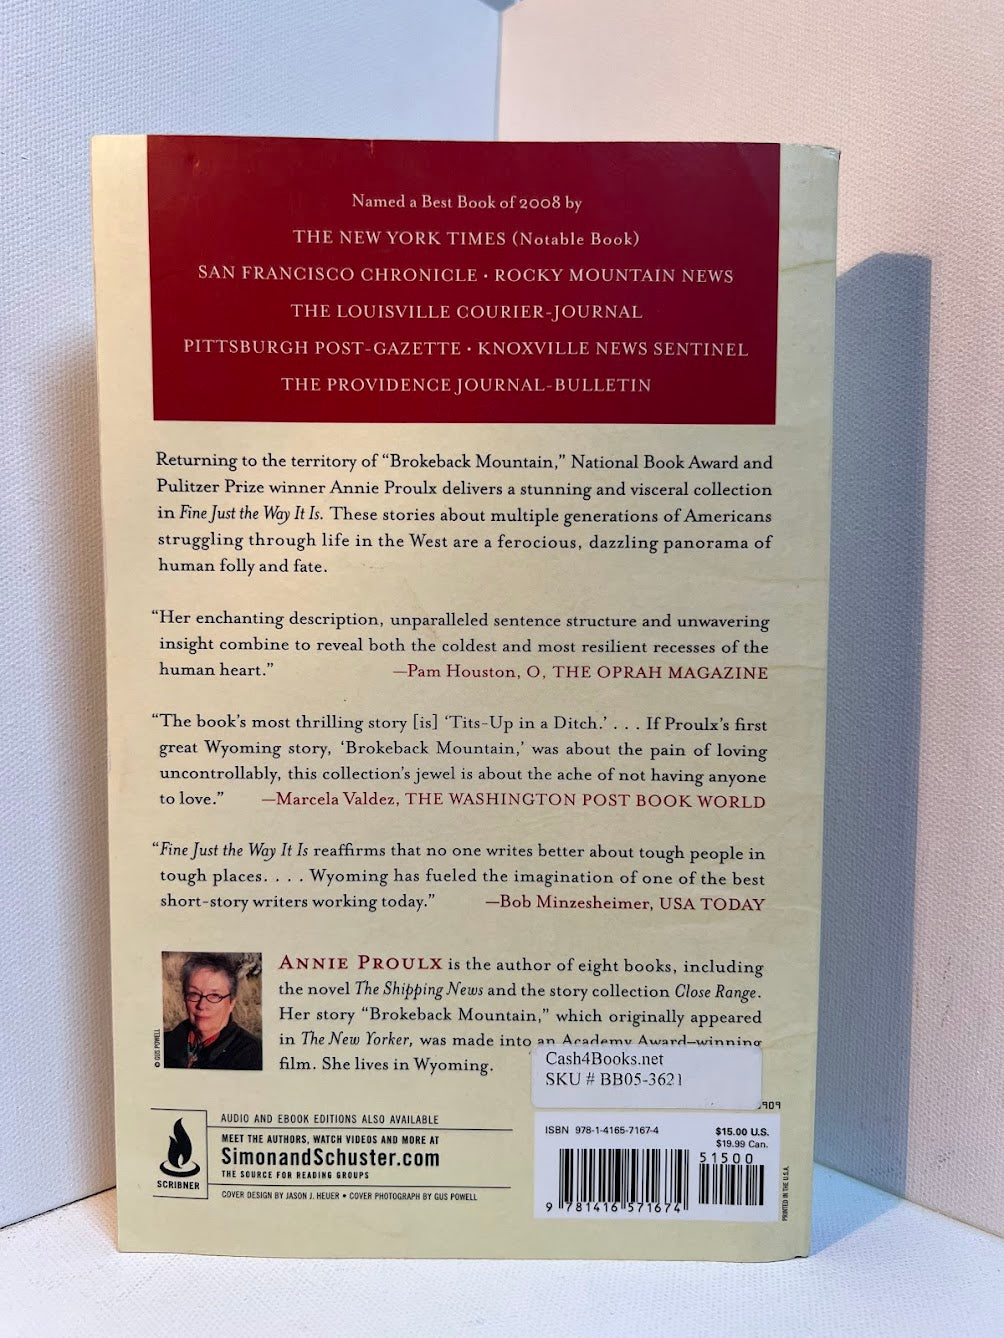 Named a Best Book of 2008 by
THE NEW YORK TIMES (Notable Book)
SAN FRANCISCO CHRONICLE · ROCKY MOUNTAIN NEWS
THE LOUISVILLE COURIER-JOURNAL
PITTSBURGH POST-GAZETTE · KNOXVILLE NEWS SENTINEL
THE PROVIDENCE JOURNAL-BULLETIN
Returning to the territory of “Brokeback Mountain,” National Book Award and
Pulitzer Prize winner Annie Proulx delivers a stunning and visceral collection
in Fine Just the Way It Is. These stories about multiple generations of Americans
struggling through life in the West are a ferocious, dazzling panorama of
human folly and fate.
“Her enchanting description, unparalleled sentence structure and unwavering
insight combine to reveal both the coldest and most resilient recesses of the
human heart.” —Pam Houston, O, THE OPRAH MAGAZINE
“The book’s most thrilling story [is] ‘Tits-Up in a Ditch.’ . . . If Proulx’s first
great Wyoming story, ‘Brokeback Mountain,’ was about the pain of loving
uncontrollably, this collection’s jewel is about the ache of not having anyone
to love.” —Marcela Valdez, THE WASHINGTON POST BOOK WORLD
“Fine Just the Way It Is reaffirms that no one writes better about tough people in
tough places. . . . Wyoming has fueled the imagination of one of the best
short-story writers working today.” —Bob Minzesheimer, USA TODAY
ANNIE PROULX is the author of eight books, including
the novel The Shipping News and the story collection Close Range.
Her story “Brokeback Mountain,” which originally appeared
in The New Yorker, was made into an Academy Award–winning
film. She lives in Wyoming.
© GUS POWELL
Cash4Books.net
SKU # BB05-3621
0909
AUDIO AND EBOOK EDITIONS ALSO AVAILABLE
MEET THE AUTHORS, WATCH VIDEOS AND MORE AT
SimonandSchuster.com
THE SOURCE FOR READING GROUPS
SCRIBNER
COVER DESIGN BY JASON J. HEUER • COVER PHOTOGRAPH BY GUS POWELL
ISBN 978-1-4165-7167-4
$15.00 U.S.
$19.99 Can.
51500
9 781416 571674
PRINTED IN THE U.S.A.